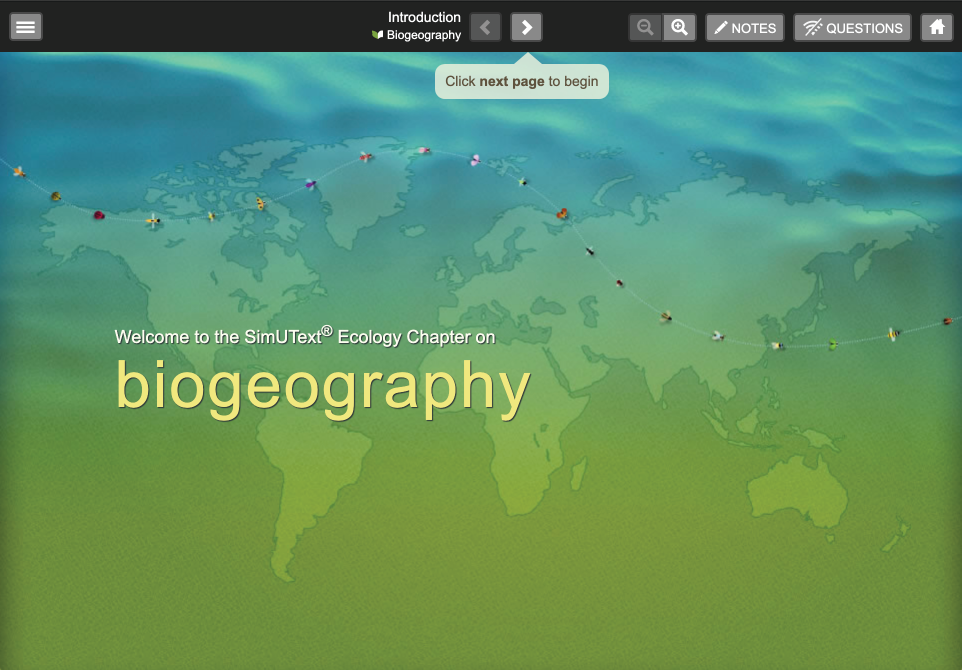 Introduction
Biogeography
NOTES
QUESTIONS
Click next page to begin
Welcome to the SimUText® Ecology Chapter on
biogeography